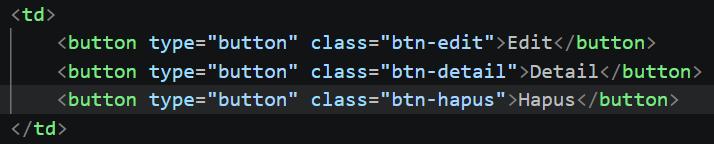 <td>
    <button type="button" class="btn-edit">Edit</button>
    <button type="button" class="btn-detail">Detail</button>
    <button type="button" class="btn-hapus">Hapus</button>
</td>